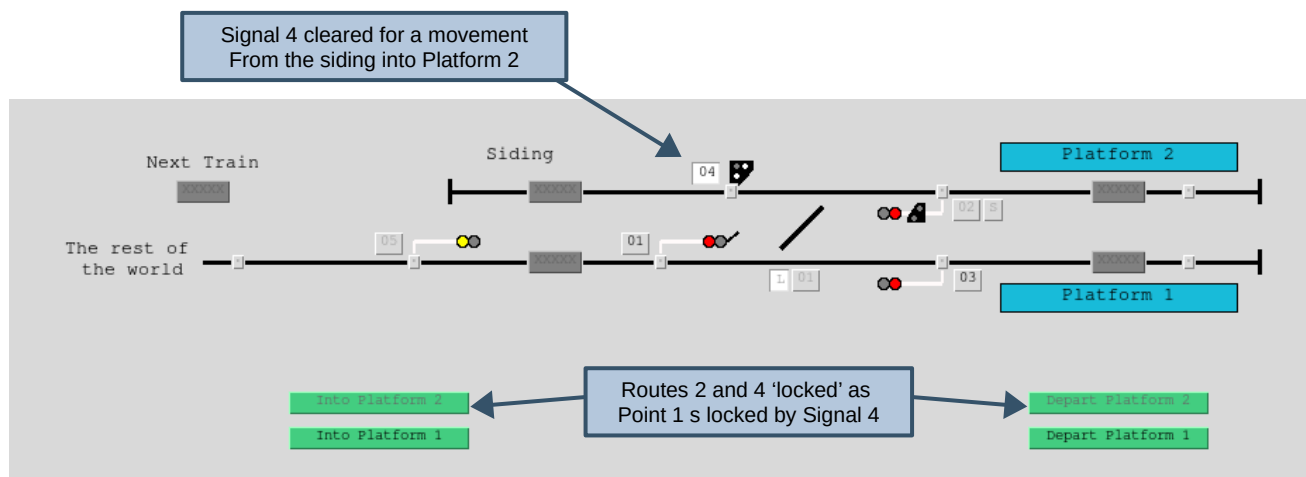 Signal 4 cleared for a movement
From the siding into Platform 2
Next Train
XXXXX
Siding
XXXXX
04
Platform 2
XXXXX
02
S
The rest of
the world
05
XXXXX
01
L
01
03
XXXXX
Platform 1
Into Platform 2
Into Platform 1
Routes 2 and 4 ‘locked’ as
Point 1 s locked by Signal 4
Depart Platform 2
Depart Platform 1